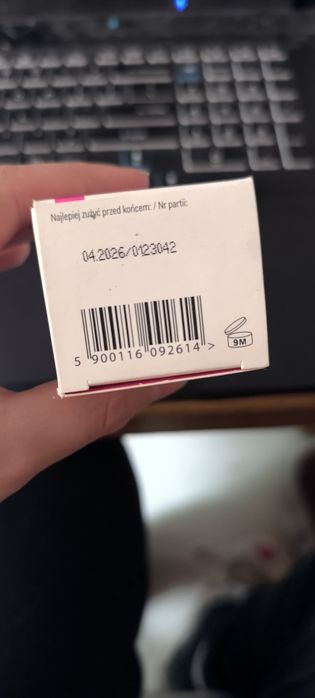 Najlepiej zużyć przed końcem: / Nr partii:
04.2026/0123042
5 900116 092614 >
9M